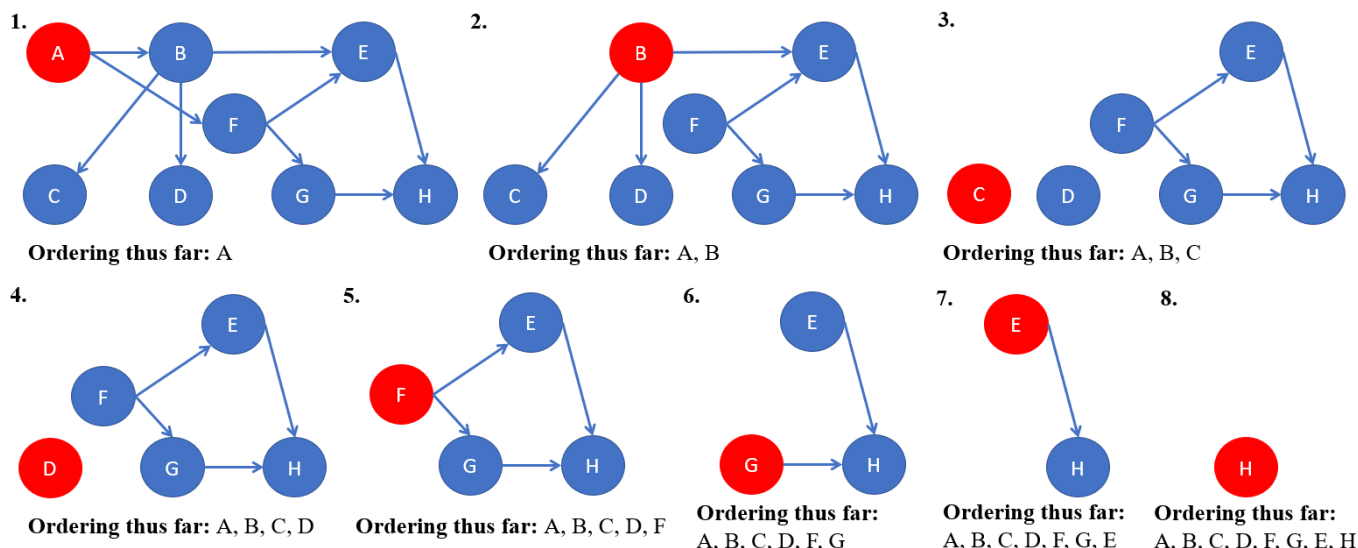 1.
A
B
E
F
C
D
G
H
Ordering thus far: A
2.
B
E
F
C
D
G
H
Ordering thus far: A, B
3.
E
F
C
D
G
H
Ordering thus far: A, B, C
4.
E
F
D
G
H
Ordering thus far: A, B, C, D
5.
E
F
G
H
Ordering thus far: A, B, C, D, F
6.
E
G
H
Ordering thus far:
A, B, C, D, F, G
7.
E
H
Ordering thus far:
A, B, C, D, F, G, E
8.
H
Ordering thus far:
A, B, C, D, F, G, E, H